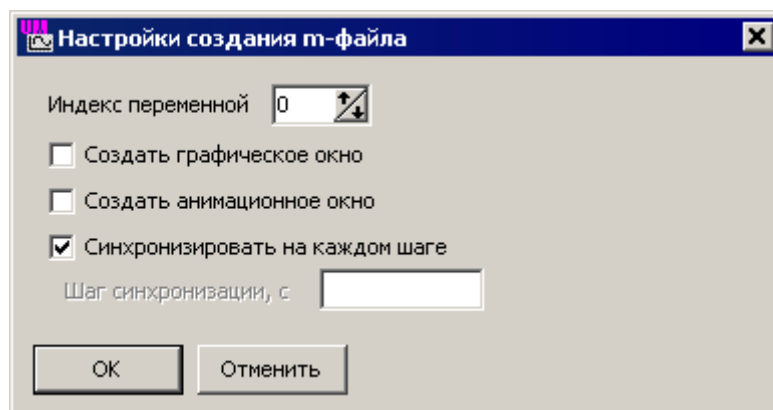 Настройки создания m-файла
Индекс переменной 0
Создать графическое окно
Создать анимационное окно
Синхронизировать на каждом шаге
Шаг синхронизации, с
OK Отменить